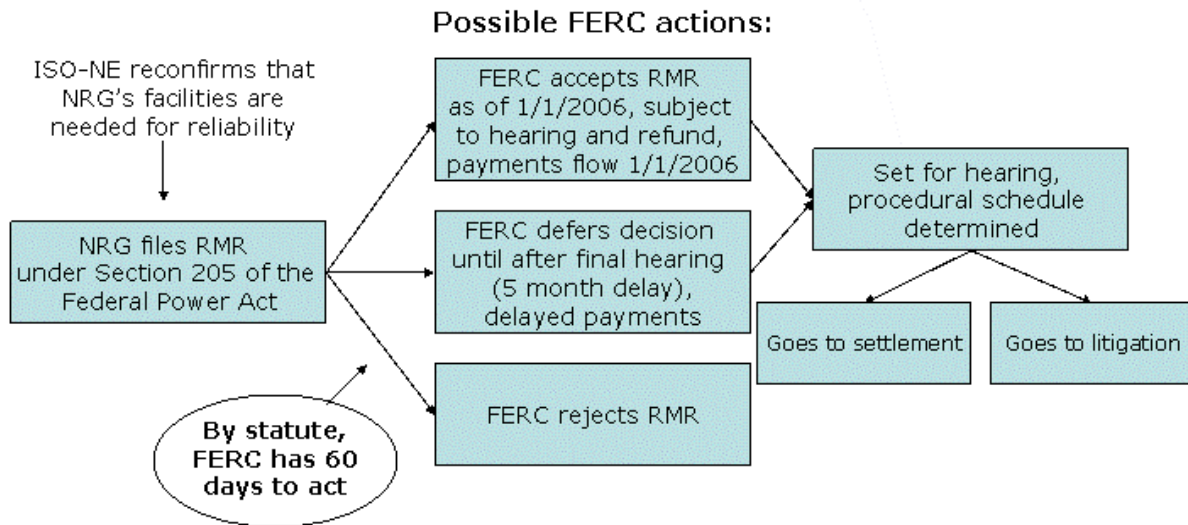 Possible FERC actions:
ISO-NE reconfirms that
NRG's facilities are
needed for reliability
NRG files RMR
under Section 205 of the
Federal Power Act
By statute,
FERC has 60
days to act
FERC accepts RMR
as of 1/1/2006, subject
to hearing and refund,
payments flow 1/1/2006
FERC defers decision
until after final hearing
(5 month delay),
delayed payments
FERC rejects RMR
Set for hearing,
procedural schedule
determined
Goes to settlement
Goes to litigation